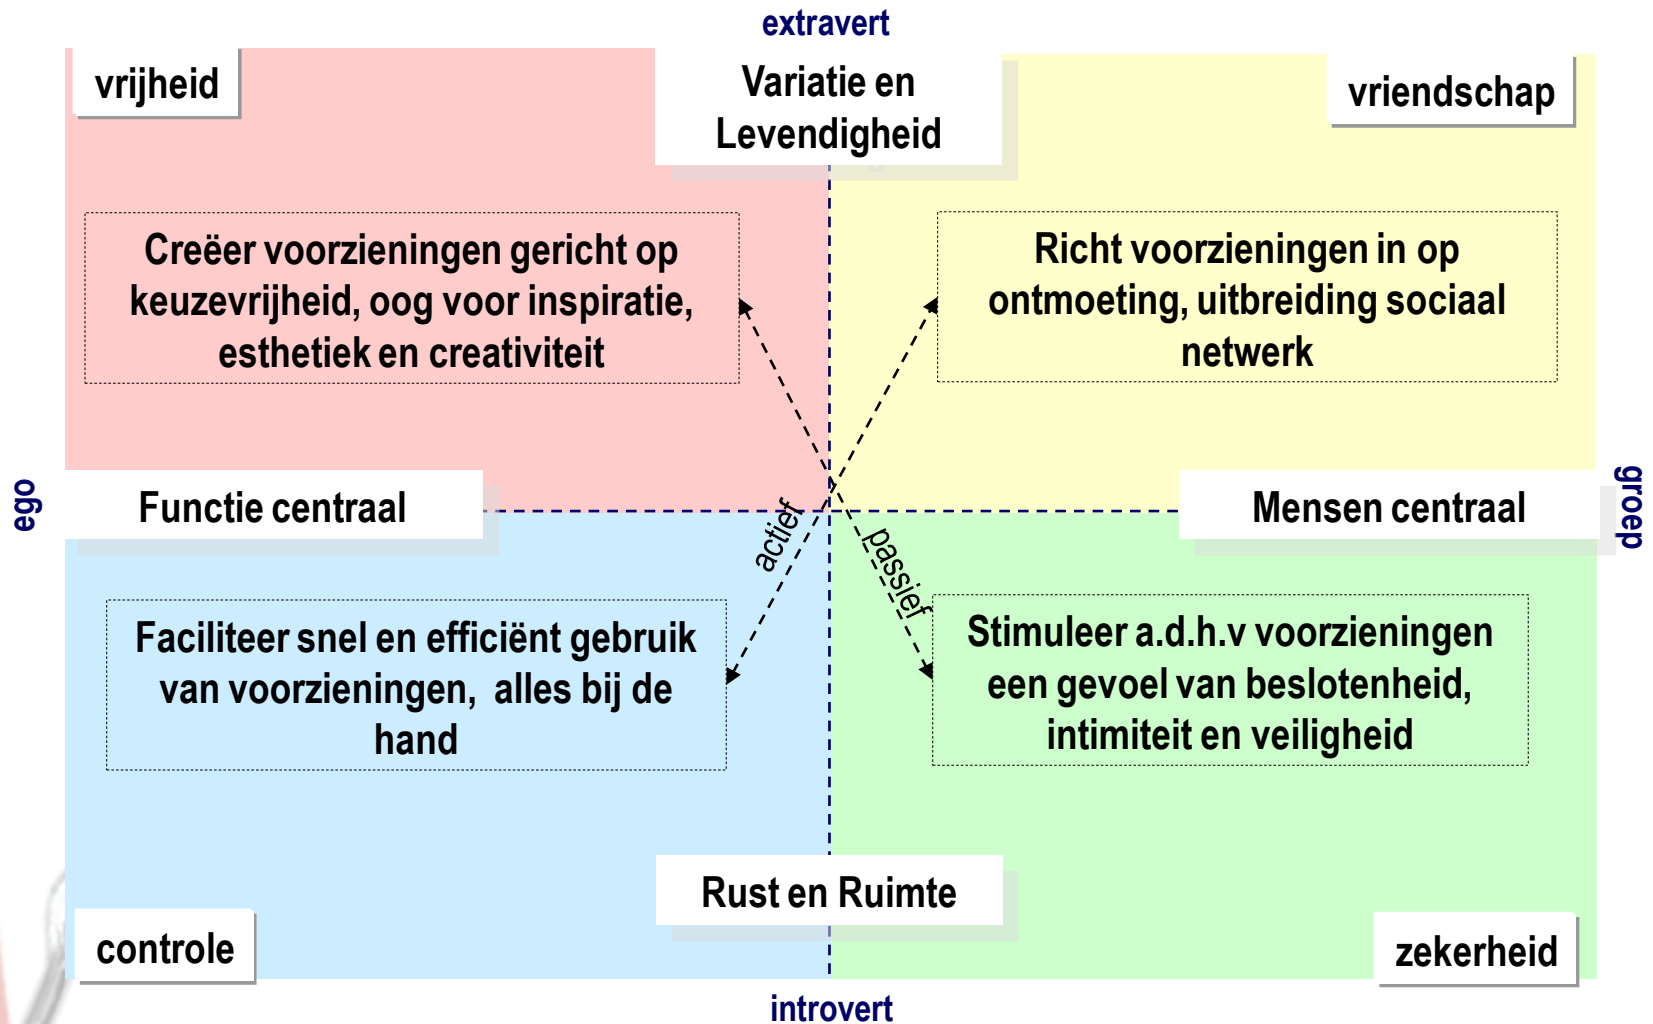 extravert
vrijheid
Variatie en
Levendigheid
vriendschap
Creëer voorzieningen gericht op
keuzevrijheid, oog voor inspiratie,
esthetiek en creativiteit
Richt voorzieningen in op
ontmoeting, uitbreiding sociaal
netwerk
ego
Functie centraal
Mensen centraal
groep
actief
passief
Faciliteer snel en efficiënt gebruik
van voorzieningen, alles bij de
hand
Stimuleer a.d.h.v voorzieningen
een gevoel van beslotenheid,
intimiteit en veiligheid
Rust en Ruimte
controle
zekerheid
introvert